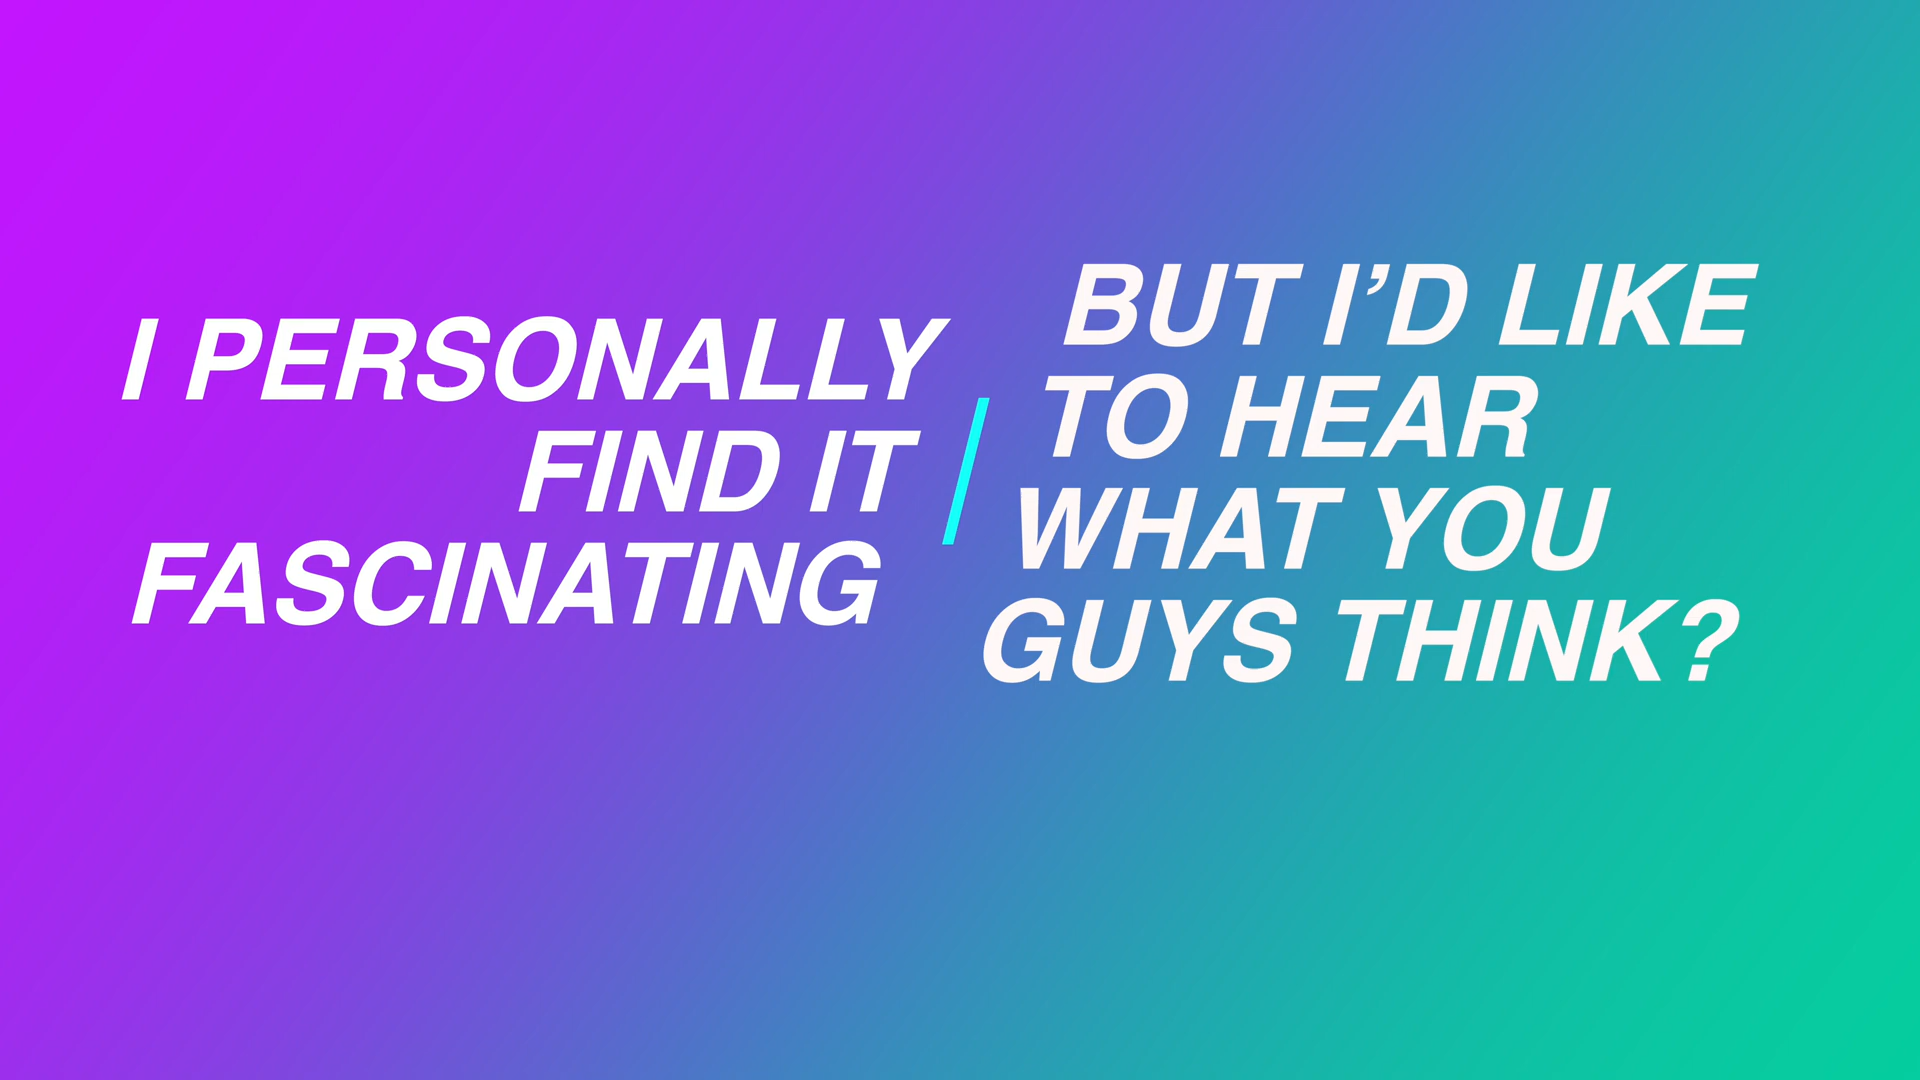 I PERSONALLY
FIND IT
FASCINATING
BUT I’D LIKE
TO HEAR
WHAT YOU
GUYS THINK?